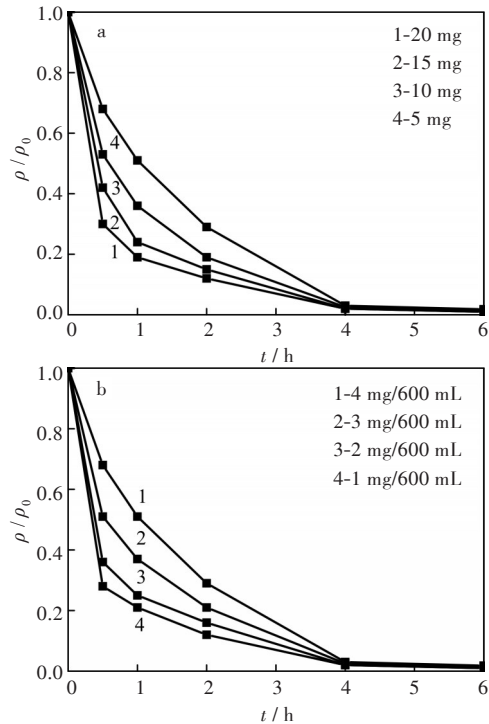 a
1-20 mg
2-15 mg
3-10 mg
4-5 mg
1.0
0.8
0.6
0.4
0.2
0.0
ρ/ρ0
4
3
2
1
0 1 2 3 4 5 6
t / h
b
1-4 mg/600 mL
2-3 mg/600 mL
3-2 mg/600 mL
4-1 mg/600 mL
1.0
0.8
0.6
0.4
0.2
0.0
ρ/ρ0
1
2
3
4
0 1 2 3 4 5 6
t / h